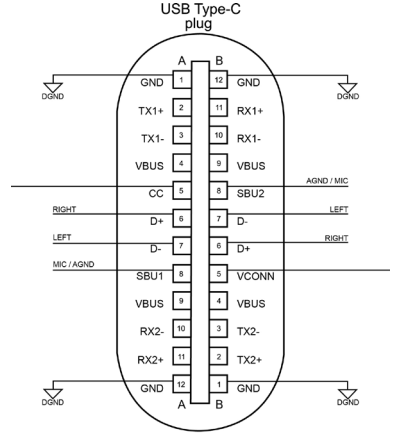 USB Type-C
plug
A B
GND 1 12 GND
DGND DGND
TX1+ 2 11 RX1+
TX1- 3 10 RX1-
VBUS 4 9 VBUS
CC 5 8 SBU2 AGND / MIC
RIGHT D+ 6 7 D- LEFT
LEFT D- 7 6 D+ RIGHT
MIC / AGND SBU1 8 5 VCONN
VBUS 9 4 VBUS
RX2- 10 3 TX2-
RX2+ 11 2 TX2+
GND 12 1 GND
DGND DGND
A B